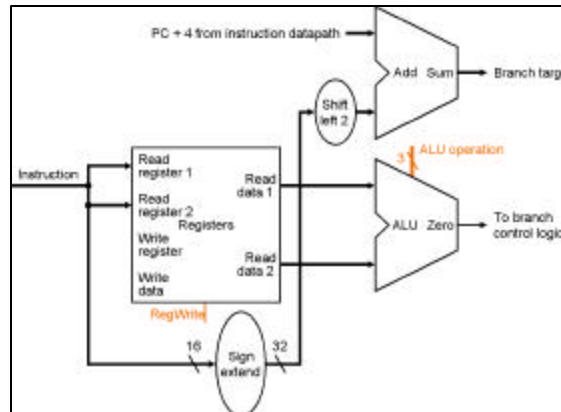 PC + 4 from instruction datapath
Add Sum
Branch targ
Shift
left 2
ALU operation
3
Instruction
Read
register 1
Read
data 1
Read
register 2
Registers
Write
register
Read
data 2
Write
data
ALU Zero
To branch
control logic
RegWrite
16
Sign
extend
32